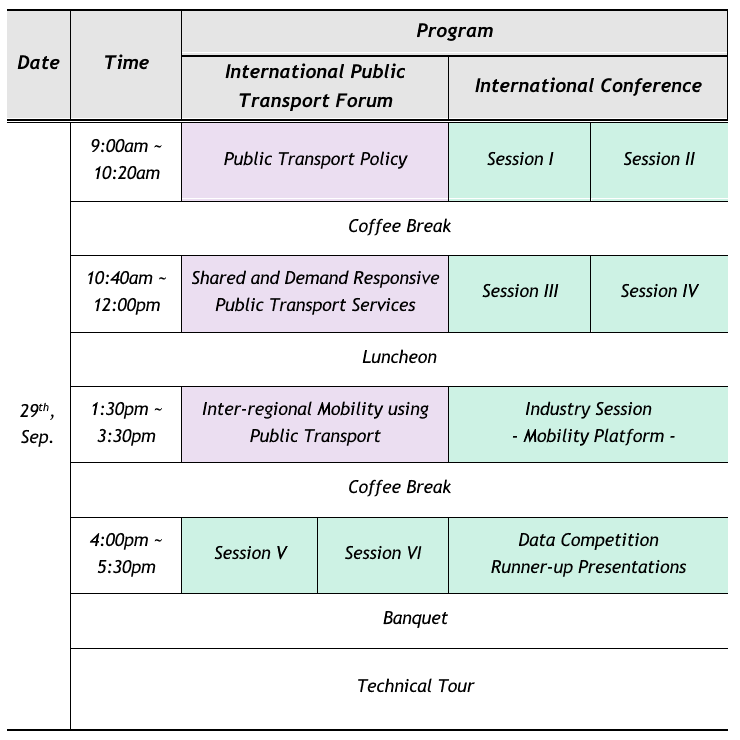 Date
Time
Program
International Public
Transport Forum
International Conference
29th,
Sep.
9:00am ~
10:20am
Public Transport Policy
Session I
Session II
Coffee Break
10:40am ~
12:00pm
Shared and Demand Responsive
Public Transport Services
Session III
Session IV
Luncheon
1:30pm ~
3:30pm
Inter-regional Mobility using
Public Transport
Industry Session
- Mobility Platform -
Coffee Break
4:00pm ~
5:30pm
Session V
Session VI
Data Competition
Runner-up Presentations
Banquet
Technical Tour